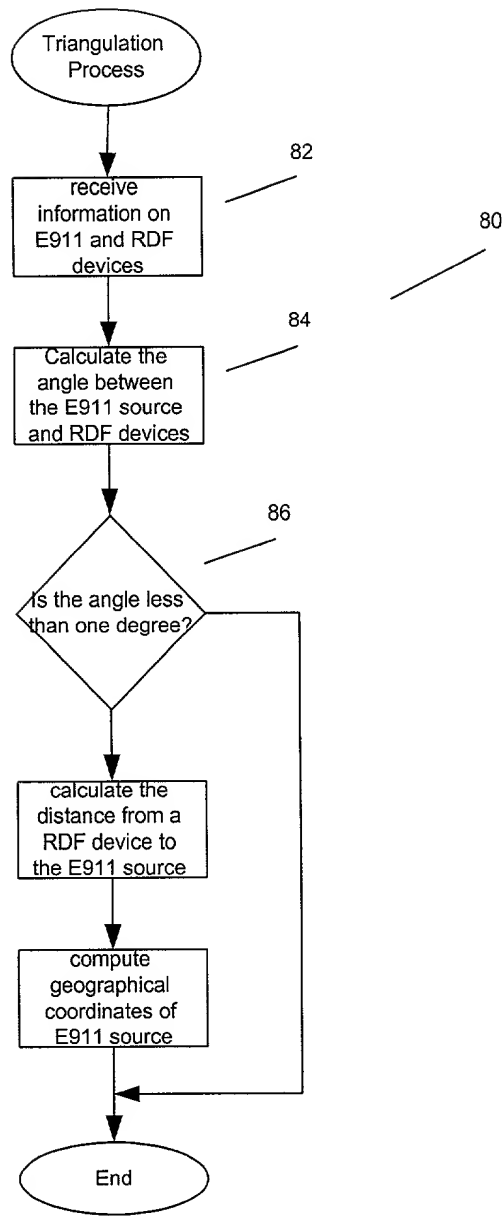 Triangulation
Process
82
receive
information on
E911 and RDF
devices
80
84
Calculate the
angle between
the E911 source
and RDF devices
86
Is the angle less
than one degree?
calculate the
distance from a
RDF device to
the E911 source
compute
geographical
coordinates of
E911 source
End